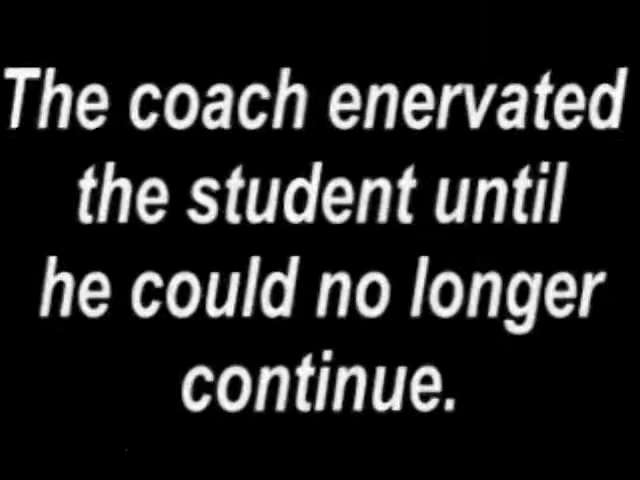 The coach enervated
the student until
he could no longer
continue.